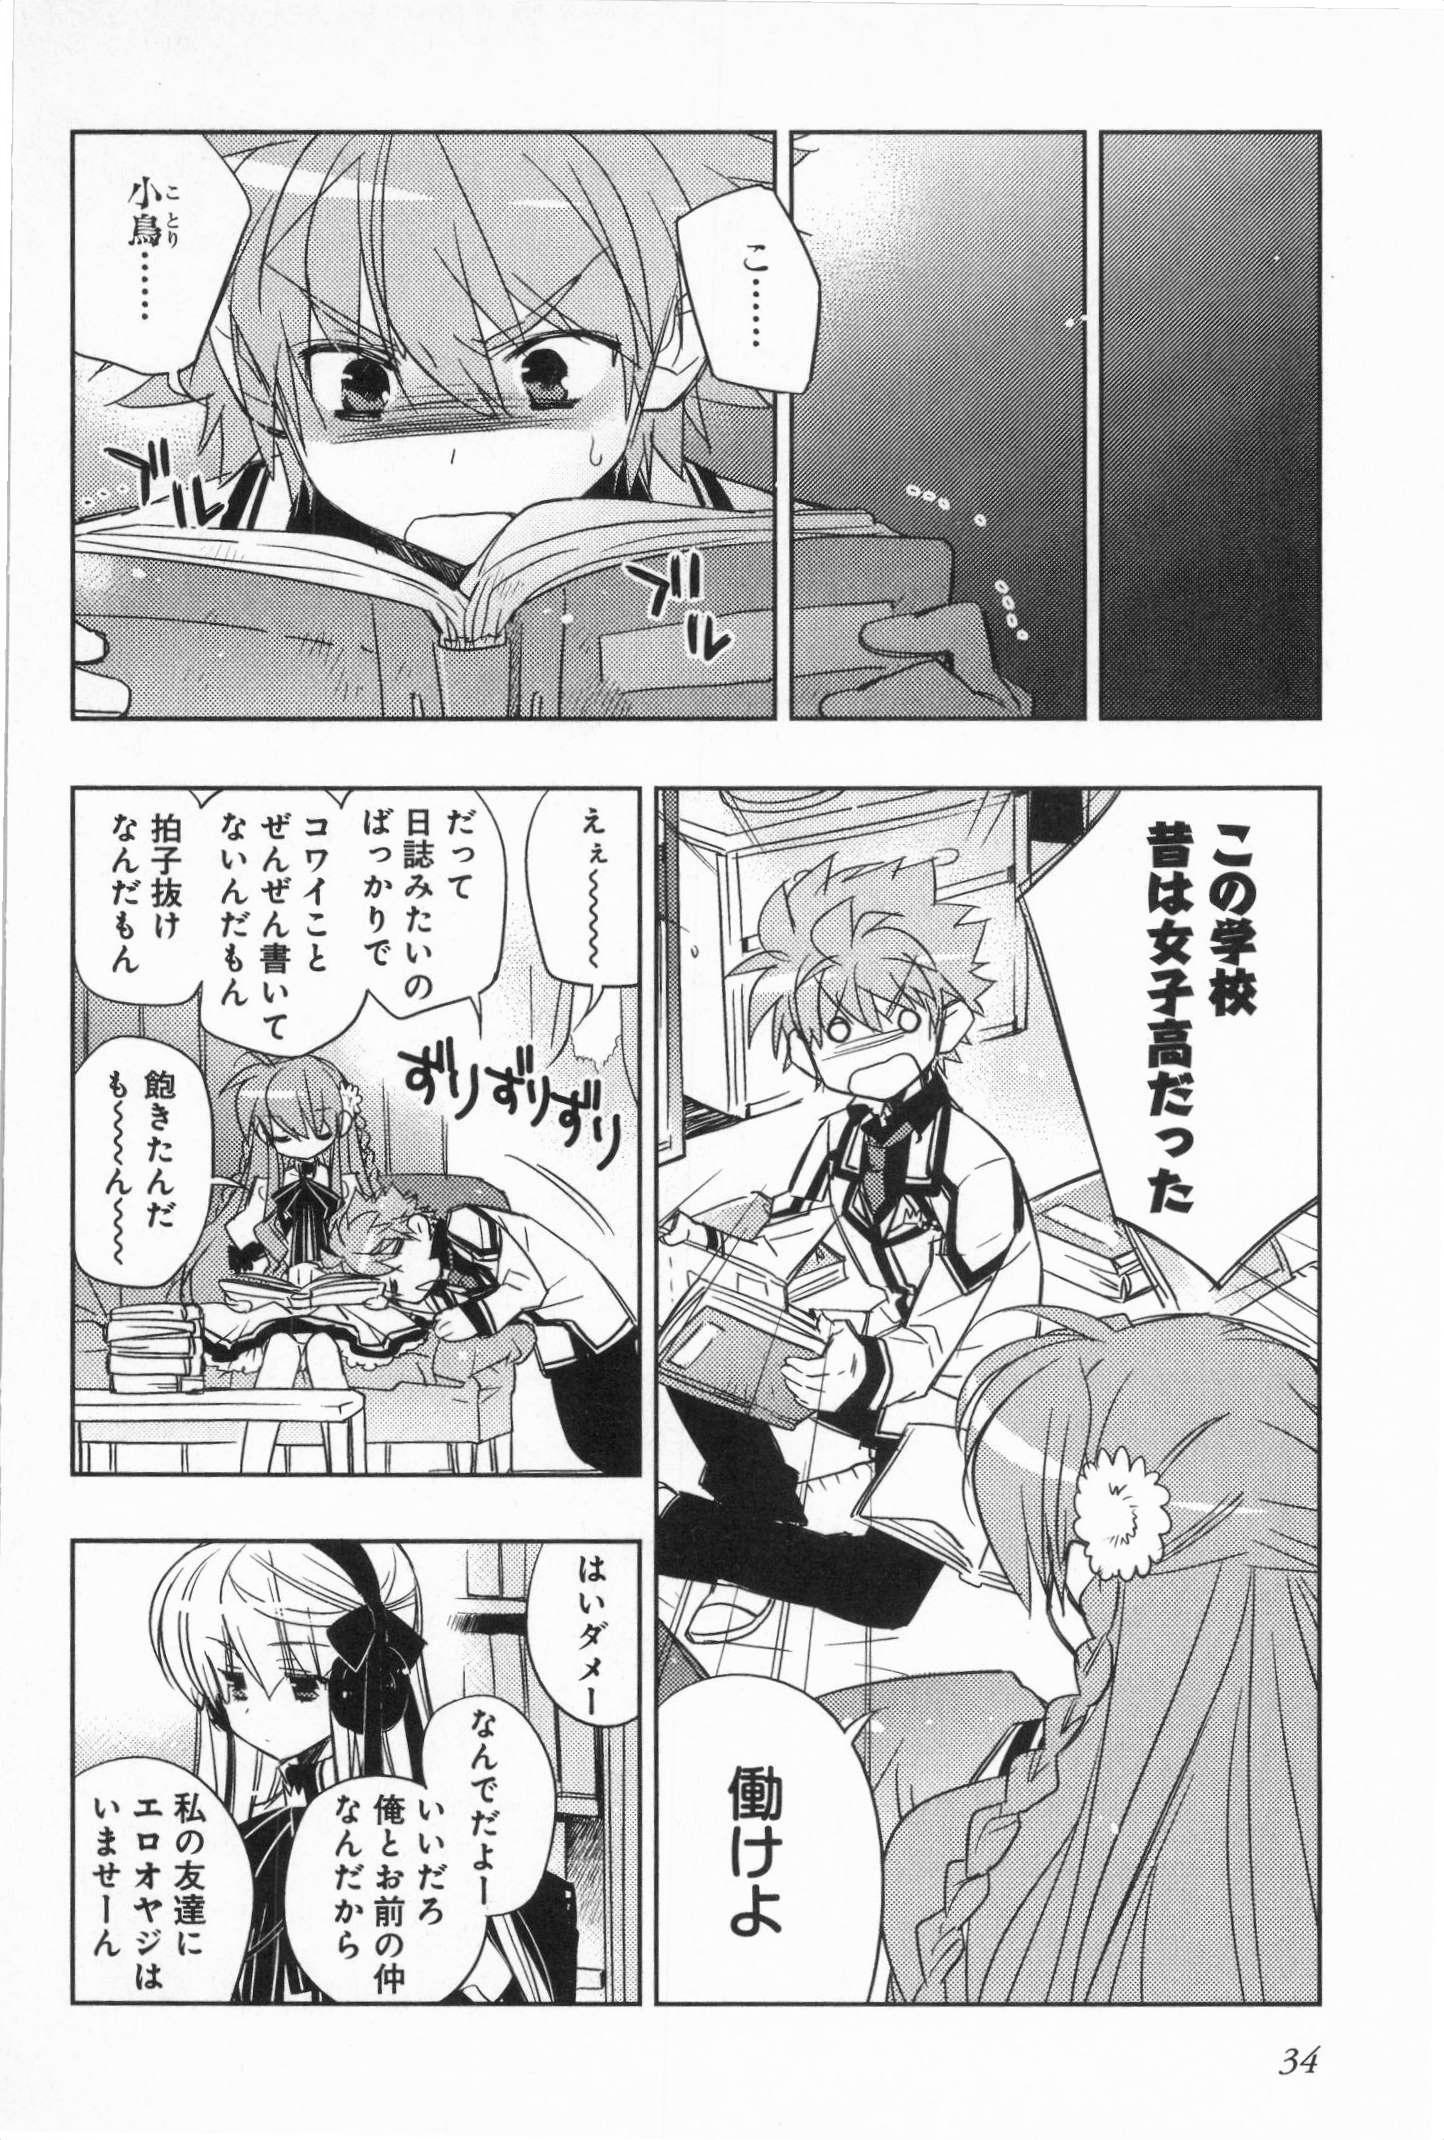 こ……
小鳥……
ことり
ブル
ブル
この学校
昔は女子高だった
働けよ
えぇ〜〜〜〜
だって
日誌みたいの
ばっかりで
コワイこと
ぜんぜん書いて
ないんだもん
拍子抜け
なんだもん
ずりずりずり
飽きたんだ
も〜〜ん〜〜〜
はいダメー
なんでだよー
いいだろ
俺とお前の仲
なんだから
私の友達に
エロオヤジは
いませーん
34